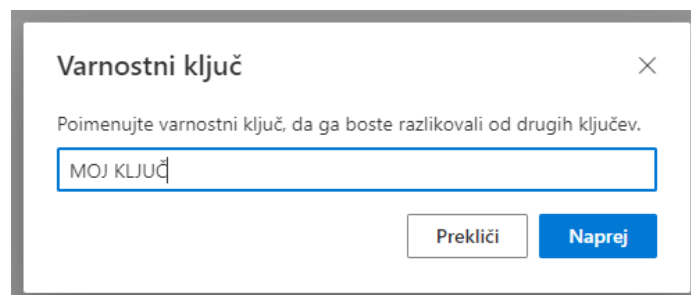 Varnostni ključ
Poimenujte varnostni ključ, da ga boste razlikovali od drugih ključev.
MOJ KLJUČ
Prekliči
Naprej